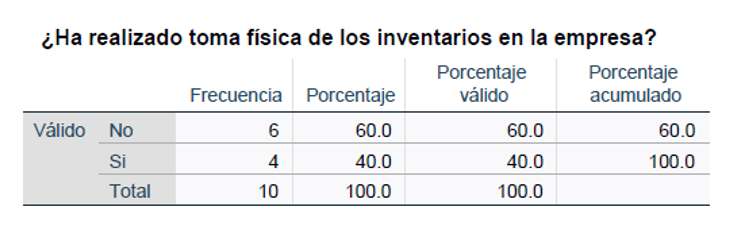 ¿Ha realizado toma física de los inventarios en la empresa?
Frecuencia Porcentaje Porcentaje válido Porcentaje acumulado
Válido No 6 60.0 60.0 60.0
Si 4 40.0 40.0 100.0
Total 10 100.0 100.0